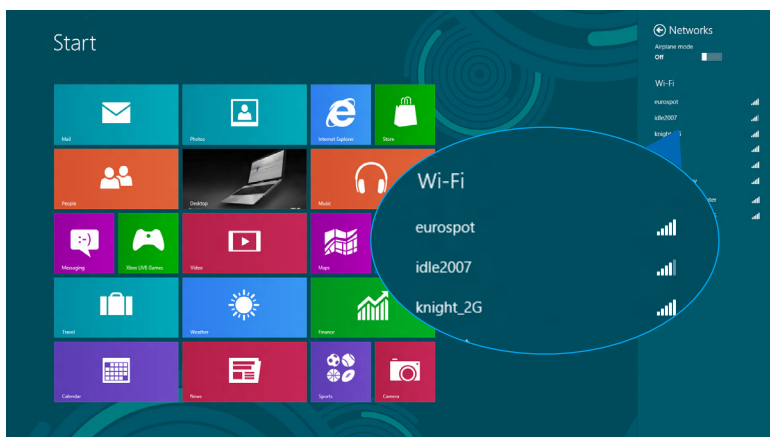 Start
Mail
Photos
Internet Explorer
Store
People
Desktop
Music
Messaging
Xbox LIVE Games
Video
Maps
Travel
Weather
Finance
Calendar
News
Sports
Camera
Networks
Airplane mode
Off
Wi-Fi
eurospot
idle2007
Wi-Fi
eurospot
idle2007
knight_2G